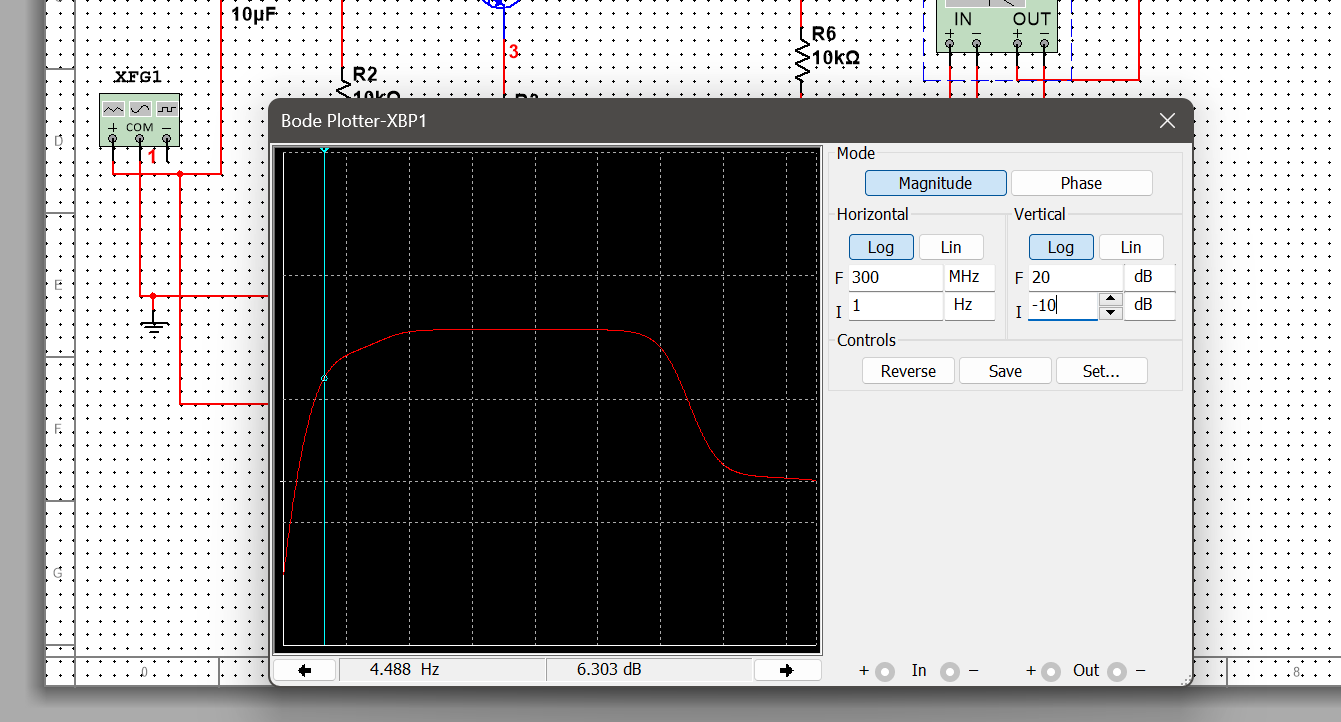 10µF
IN OUT
+ − + −
R6
10kΩ
3
XFG1
R2
10kΩ
+ COM −
1
D
E
F
G
0
8
Bode Plotter-XBP1
Mode
Magnitude Phase
Horizontal Vertical
Log Lin Log Lin
F 300 MHz F 20 dB
I 1 Hz I -10 dB
Controls
Reverse Save Set...
4.488 Hz 6.303 dB
+ In − + Out −